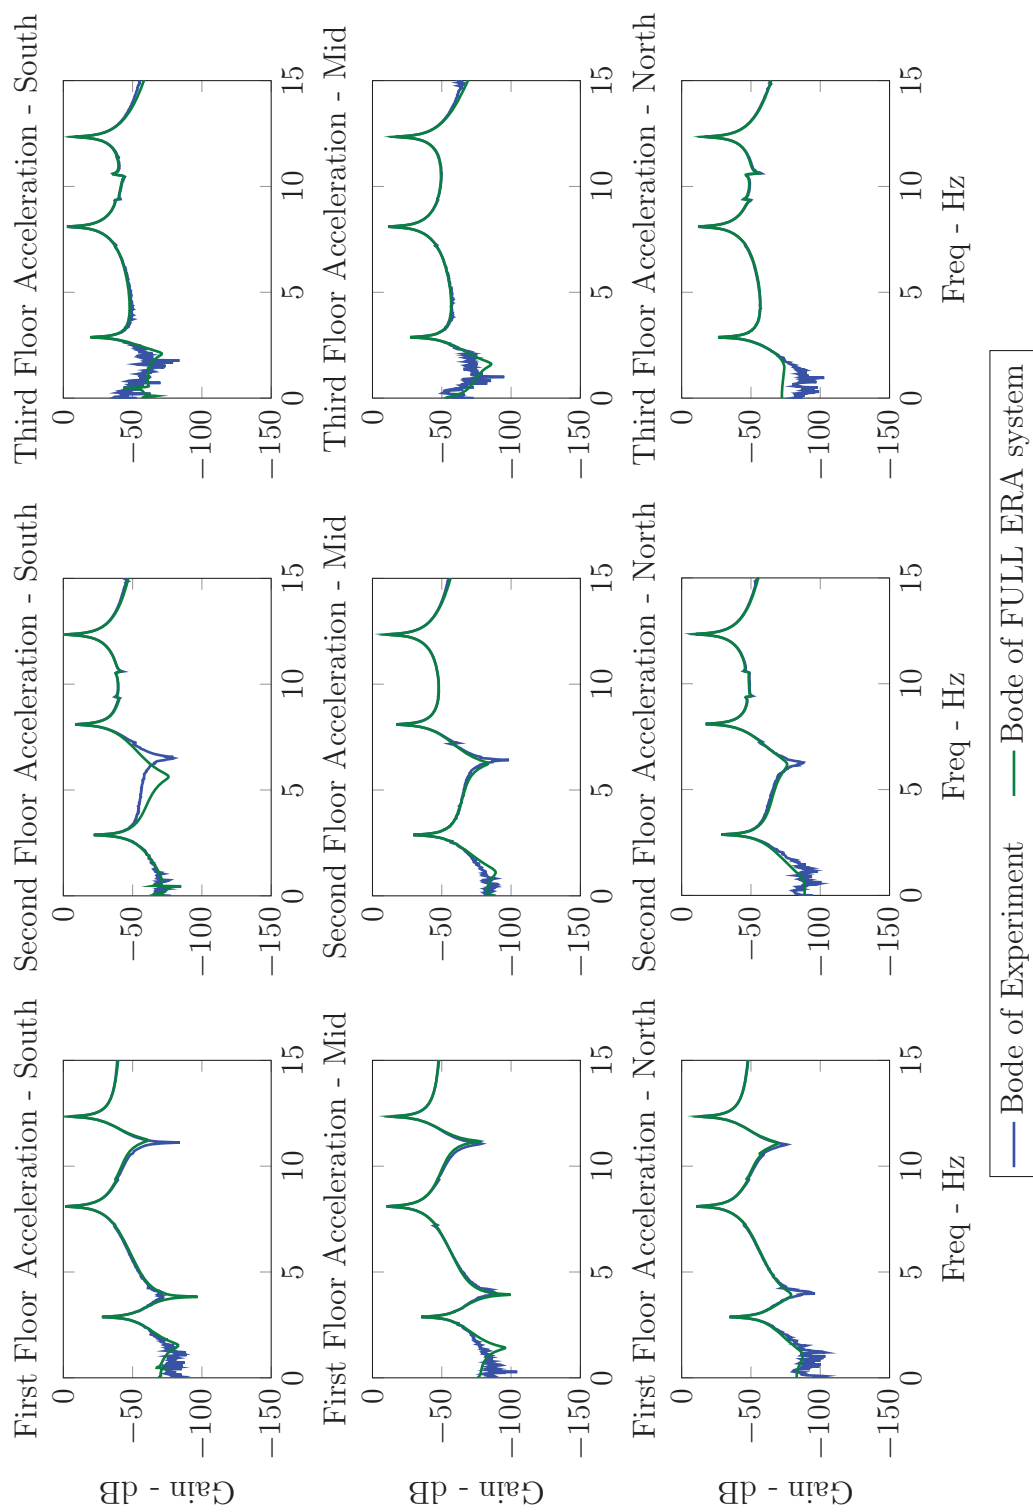 First Floor Acceleration - South
Second Floor Acceleration - South
Third Floor Acceleration - South
Gain - dB
0
−50
−100
−150
0 5 10 15
0
−50
−100
−150
0 5 10 15
0
−50
−100
−150
0 5 10 15
First Floor Acceleration - Mid
Second Floor Acceleration - Mid
Third Floor Acceleration - Mid
Gain - dB
0
−50
−100
−150
0 5 10 15
0
−50
−100
−150
0 5 10 15
0
−50
−100
−150
0 5 10 15
First Floor Acceleration - North
Second Floor Acceleration - North
Third Floor Acceleration - North
Gain - dB
0
−50
−100
−150
0 5 10 15
Freq - Hz
0
−50
−100
−150
0 5 10 15
Freq - Hz
0
−50
−100
−150
0 5 10 15
Freq - Hz
Bode of Experiment
Bode of FULL ERA system